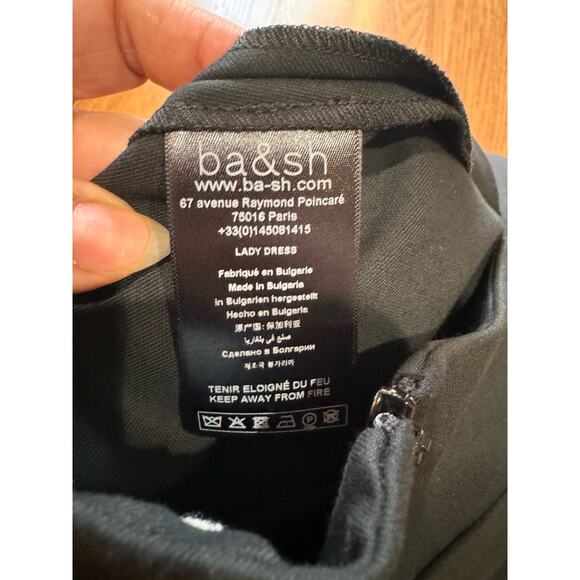 ba&sh
www.ba-sh.com
67 avenue Raymond Poincaré
75016 Paris
+33(0)145081415
LADY DRESS
Fabriqué en Bulgarie
Made in Bulgaria
in Bulgarien hergestellt
Hecho en Bulgaria
原产国: 保加利亚
صنع في بلغاريا
Сделано в Болгарии
제조국 불가리아
TENIR ELOIGNÉ DU FEU
KEEP AWAY FROM FIRE